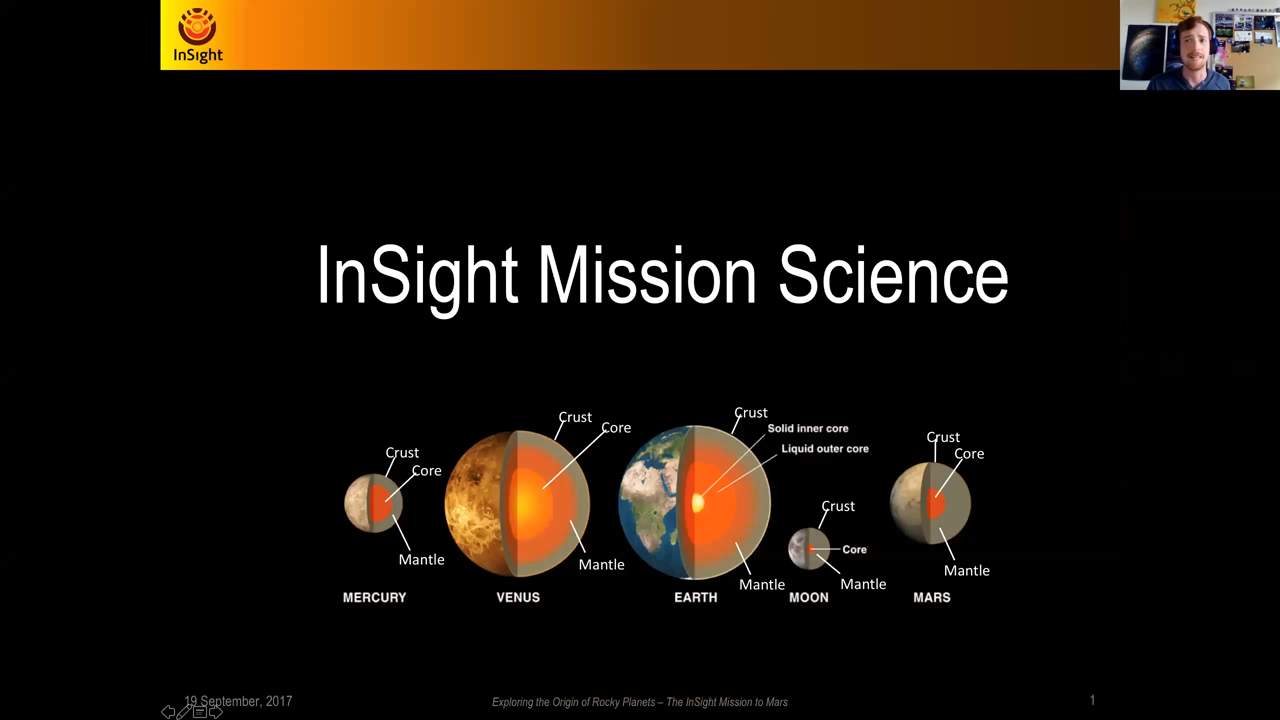 InSight
InSight Mission Science
Crust
Core
Mantle
MERCURY
Crust
Core
Mantle
VENUS
Crust
Solid inner core
Liquid outer core
Mantle
EARTH
Crust
Core
Mantle
MOON
Crust
Core
Mantle
MARS
19 September, 2017
Exploring the Origin of Rocky Planets – The InSight Mission to Mars
1